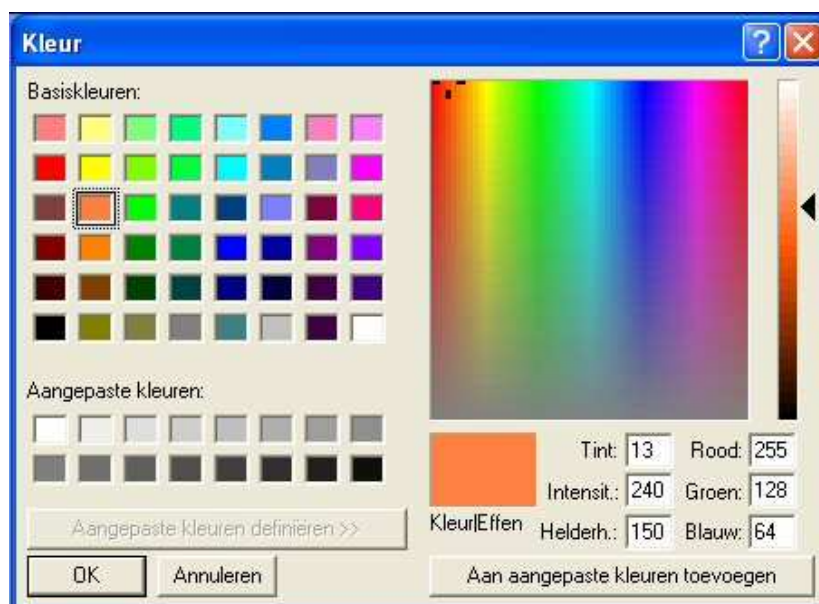 Kleur
Basiskleuren:
Aangepaste kleuren:
Aangepaste kleuren definiëren >>
OK Annuleren
Kleur|Effen
Tint: 13 Rood: 255
Intensit.: 240 Groen: 128
Helderh.: 150 Blauw: 64
Aan aangepaste kleuren toevoegen